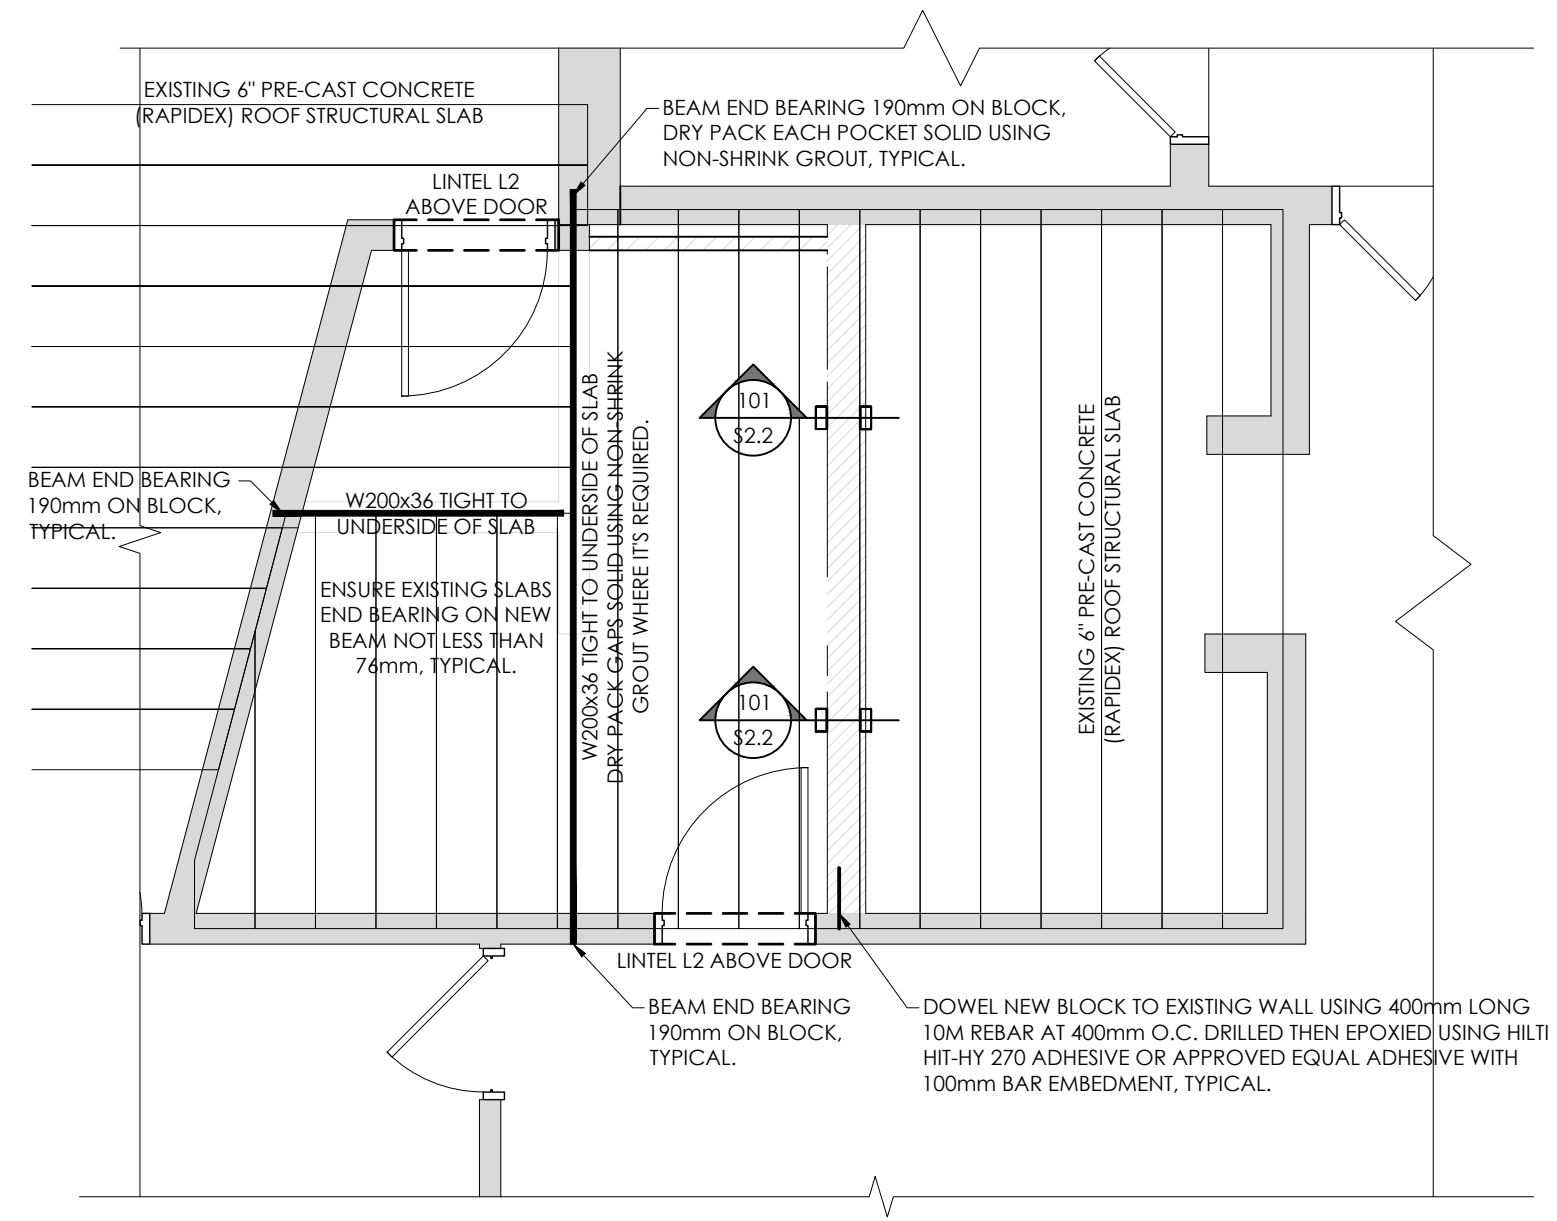 EXISTING 6" PRE-CAST CONCRETE
(RAPIDEX) ROOF STRUCTURAL SLAB
BEAM END BEARING 190mm ON BLOCK,
DRY PACK EACH POCKET SOLID USING
NON-SHRINK GROUT, TYPICAL.
LINTEL L2
ABOVE DOOR
BEAM END BEARING
190mm ON BLOCK,
TYPICAL.
W200x36 TIGHT TO
UNDERSIDE OF SLAB
ENSURE EXISTING SLABS
END BEARING ON NEW
BEAM NOT LESS THAN
76mm, TYPICAL.
W200x36 TIGHT TO UNDERSIDE OF SLAB
DRY PACK GAPS SOLID USING NON-SHRINK
GROUT WHERE IT'S REQUIRED.
101
S2.2
101
S2.2
EXISTING 6" PRE-CAST CONCRETE
(RAPIDEX) ROOF STRUCTURAL SLAB
LINTEL L2 ABOVE DOOR
BEAM END BEARING
190mm ON BLOCK,
TYPICAL.
DOWEL NEW BLOCK TO EXISTING WALL USING 400mm LONG
10M REBAR AT 400mm O.C. DRILLED THEN EPOXIED USING HILTI
HIT-HY 270 ADHESIVE OR APPROVED EQUAL ADHESIVE WITH
100mm BAR EMBEDMENT, TYPICAL.